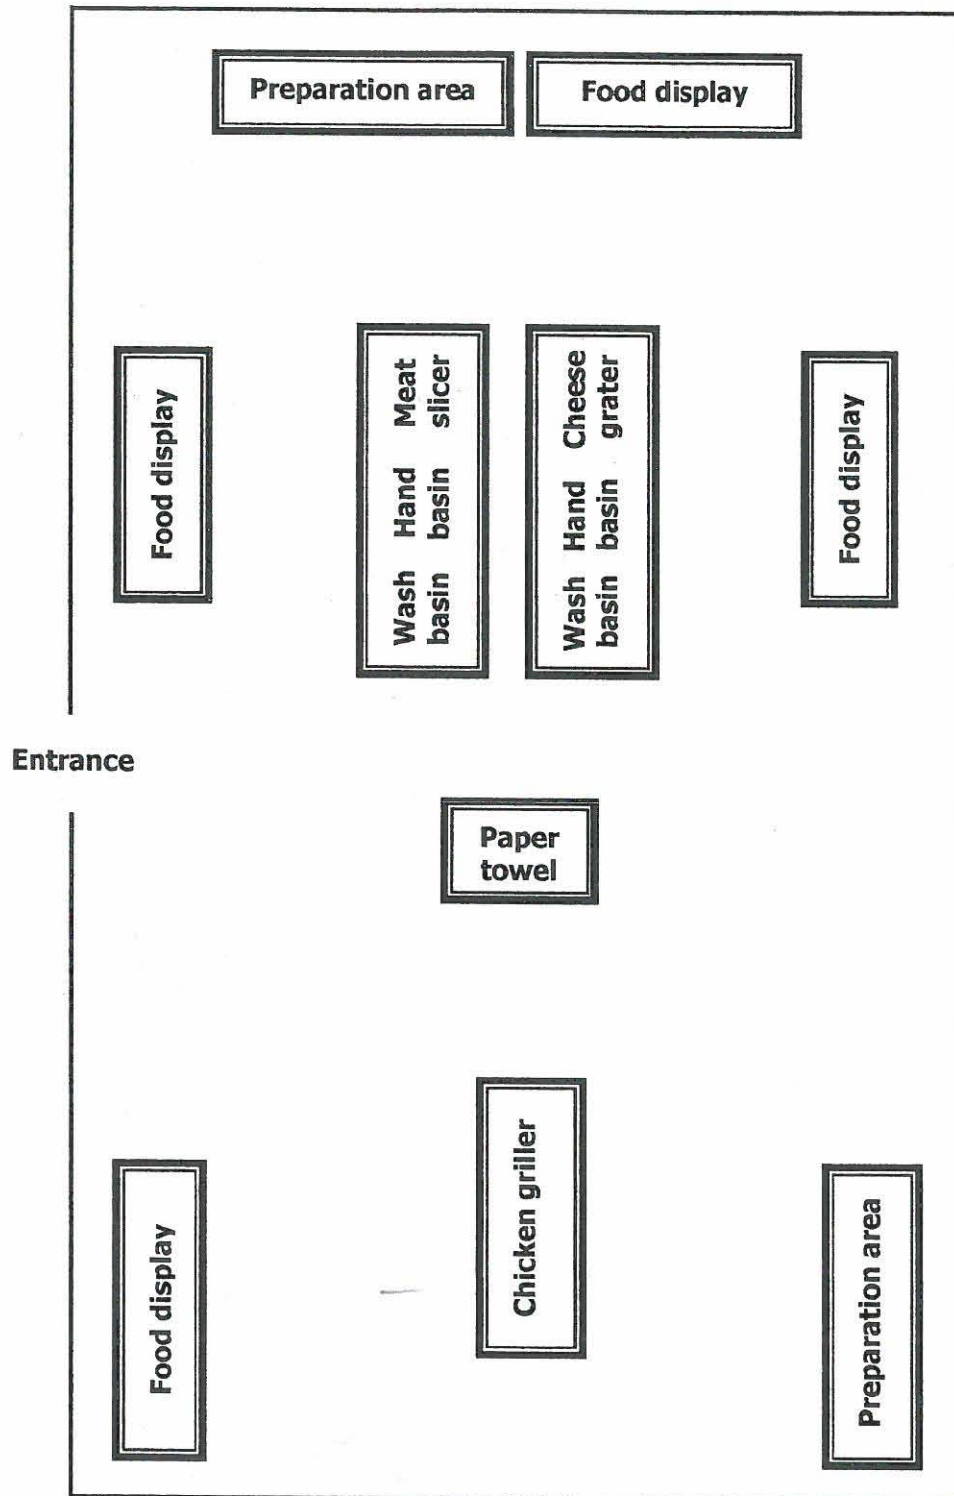 Preparation area
Food display
Food display
Wash Hand Meat
basin basin slicer
Wash Hand Cheese
basin basin grater
Food display
Entrance
Paper
towel
Chicken griller
Food display
Preparation area